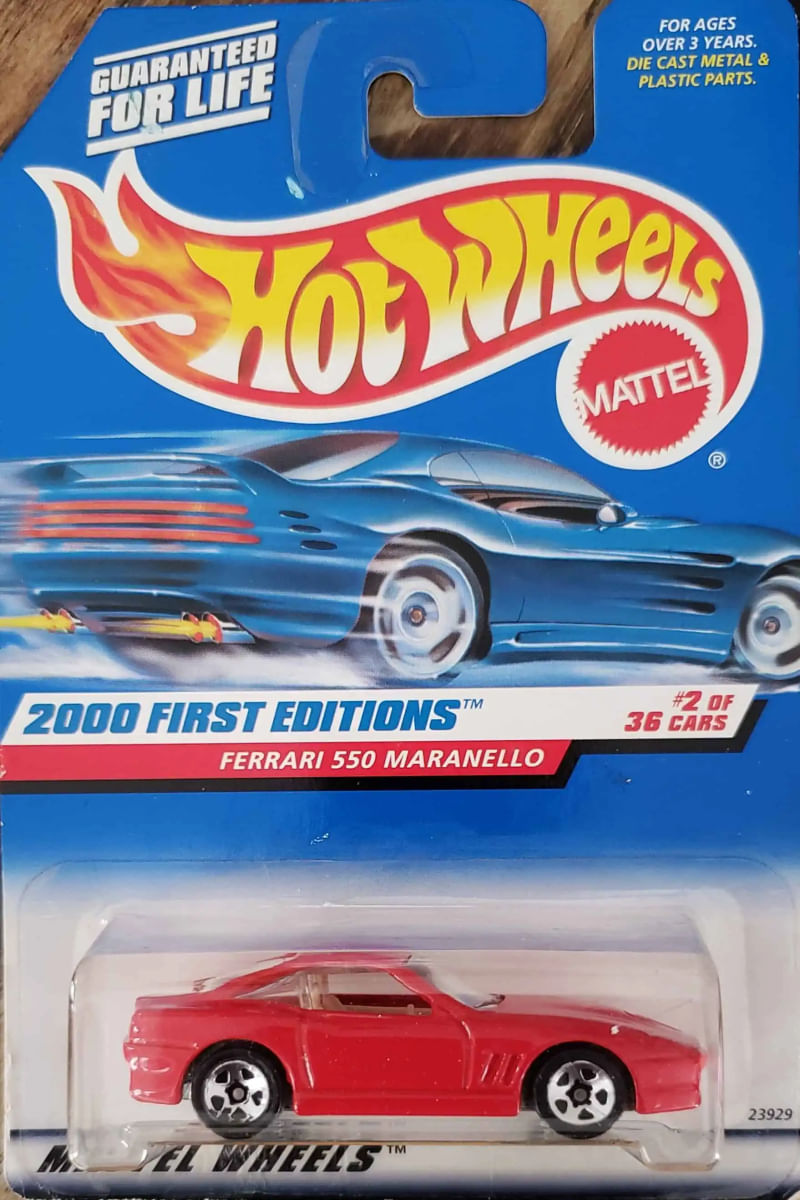 GUARANTEED
FOR LIFE
FOR AGES
OVER 3 YEARS.
DIE CAST METAL &
PLASTIC PARTS.
HOT WHEELS
MATTEL
®
2000 FIRST EDITIONS™
#2 OF
36 CARS
FERRARI 550 MARANELLO
23929
WHEELS™